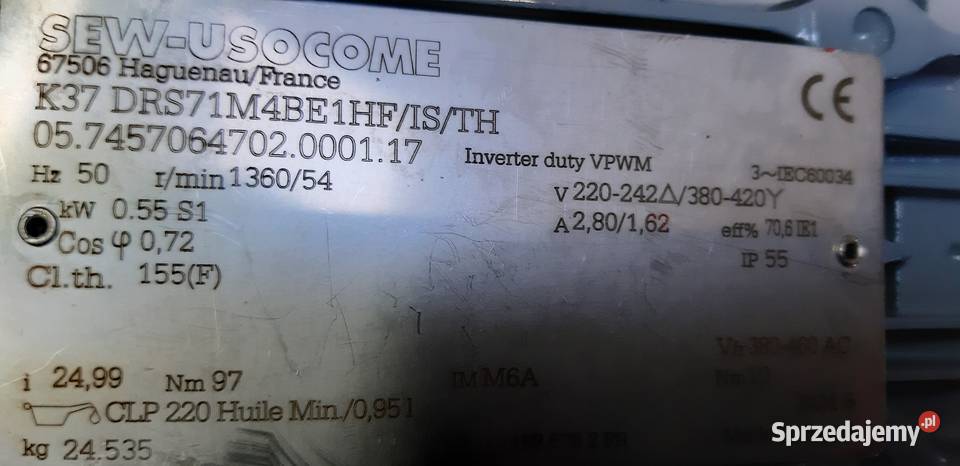 SEW-USOCOME
67506 Haguenau/France
K37 DRS71M4BE1HF/IS/TH
05.7457064702.0001.17 Inverter duty VPWM 3~IEC60034
Hz 50 r/min 1360/54 V 220-242Δ/380-420Y
kW 0.55 S1 A 2,80/1,62 eff% 70,6 IE1
Cos φ 0,72 IP 55
Cl.th. 155(F)
CE
i 24,99 Nm 97 IM M6A
CLP 220 Huile Min./0,95 l
kg 24.535
Sprzedajemy.pl